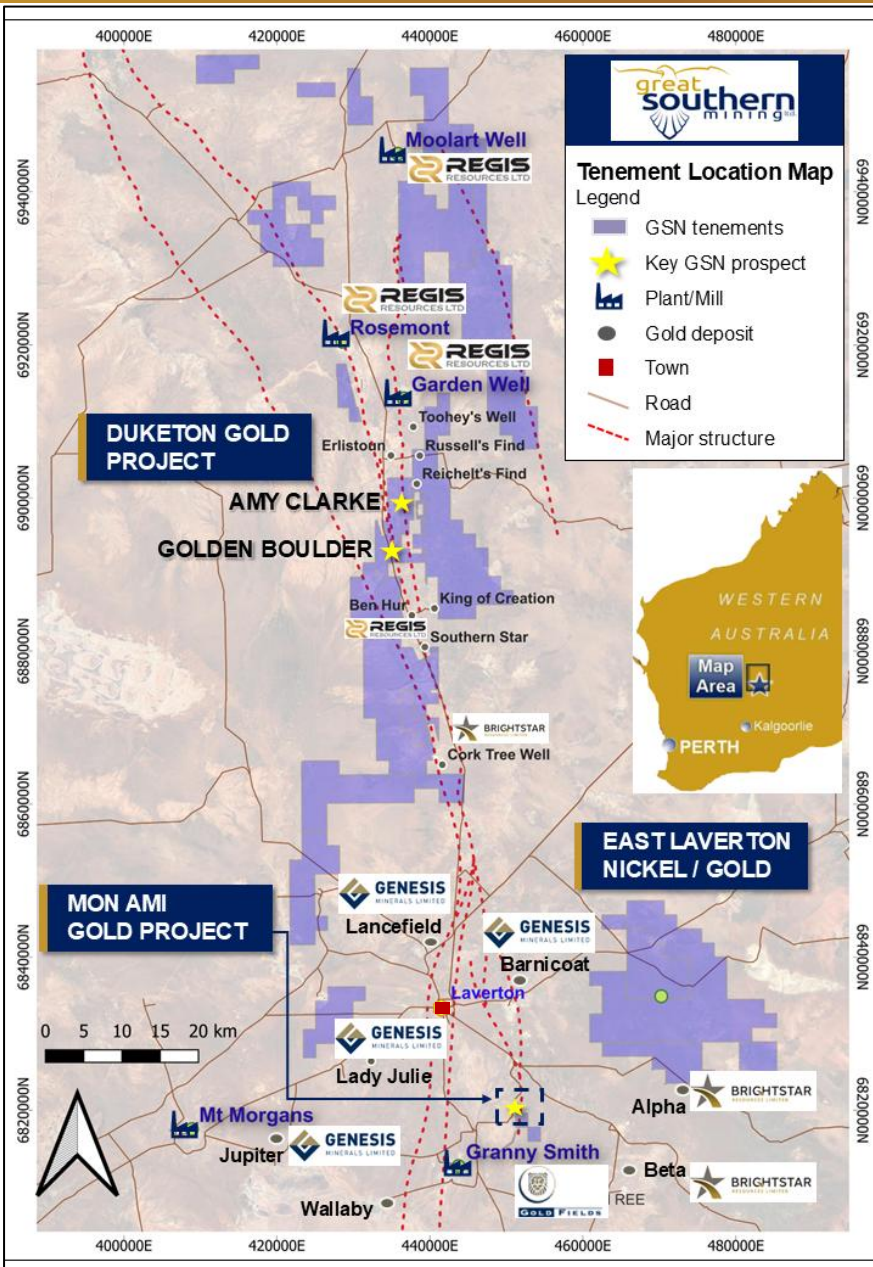 400000E 420000E 440000E 460000E 480000E
great
southern
mining ltd.
Tenement Location Map
Legend
GSN tenements
Key GSN prospect
Plant/Mill
Gold deposit
Town
Road
Major structure
6940000N
6920000N
6900000N
6880000N
6860000N
6840000N
6820000N
6940000N
6920000N
6900000N
6880000N
6860000N
6840000N
6820000N
Moolart Well
REGIS
RESOURCES LTD
REGIS
RESOURCES LTD
Rosemont
REGIS
RESOURCES LTD
Garden Well
Toohey's Well
Erlistoun
Russell's Find
Reichelt's Find
DUKETON GOLD
PROJECT
AMY CLARKE
GOLDEN BOULDER
Ben Hur
King of Creation
REGIS
RESOURCES LTD
Southern Star
BRIGHTSTAR
RESOURCES LIMITED
Cork Tree Well
WESTERN
AUSTRALIA
Map
Area
Kalgoorlie
PERTH
EAST LAVERTON
NICKEL / GOLD
MON AMI
GOLD PROJECT
GENESIS
MINERALS LIMITED
Lancefield
GENESIS
MINERALS LIMITED
Barnicoat
Laverton
0 5 10 15 20 km
GENESIS
MINERALS LIMITED
Lady Julie
Alpha
BRIGHTSTAR
RESOURCES LIMITED
Mt Morgans
Jupiter
GENESIS
MINERALS LIMITED
Granny Smith
GOLD FIELDS
Beta
BRIGHTSTAR
RESOURCES LIMITED
REE
Wallaby
400000E 420000E 440000E 460000E 480000E